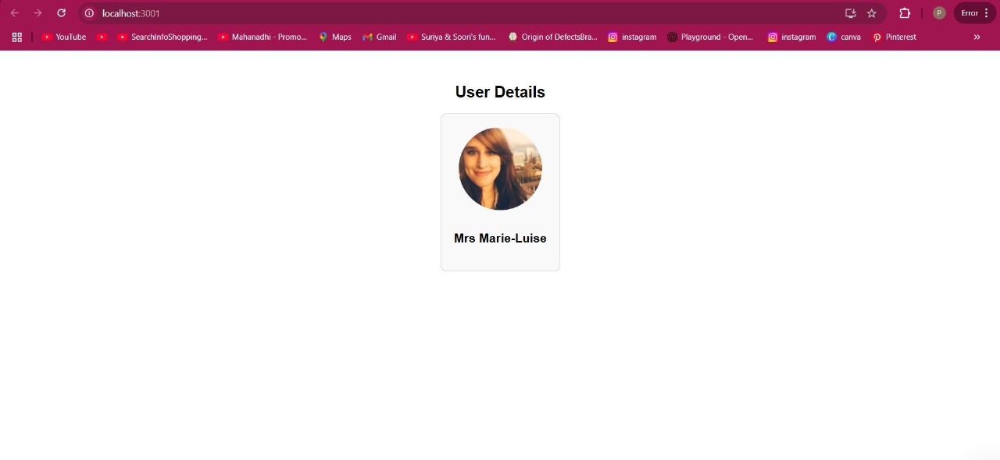 localhost:3001
P
Error
YouTube
SearchInfoShopping...
Mahanadhi - Promo...
Maps
Gmail
Suriya & Soori's fun...
Origin of DefectsBra...
instagram
Playground - Open...
instagram
canva
Pinterest
»
User Details
Mrs Marie-Luise